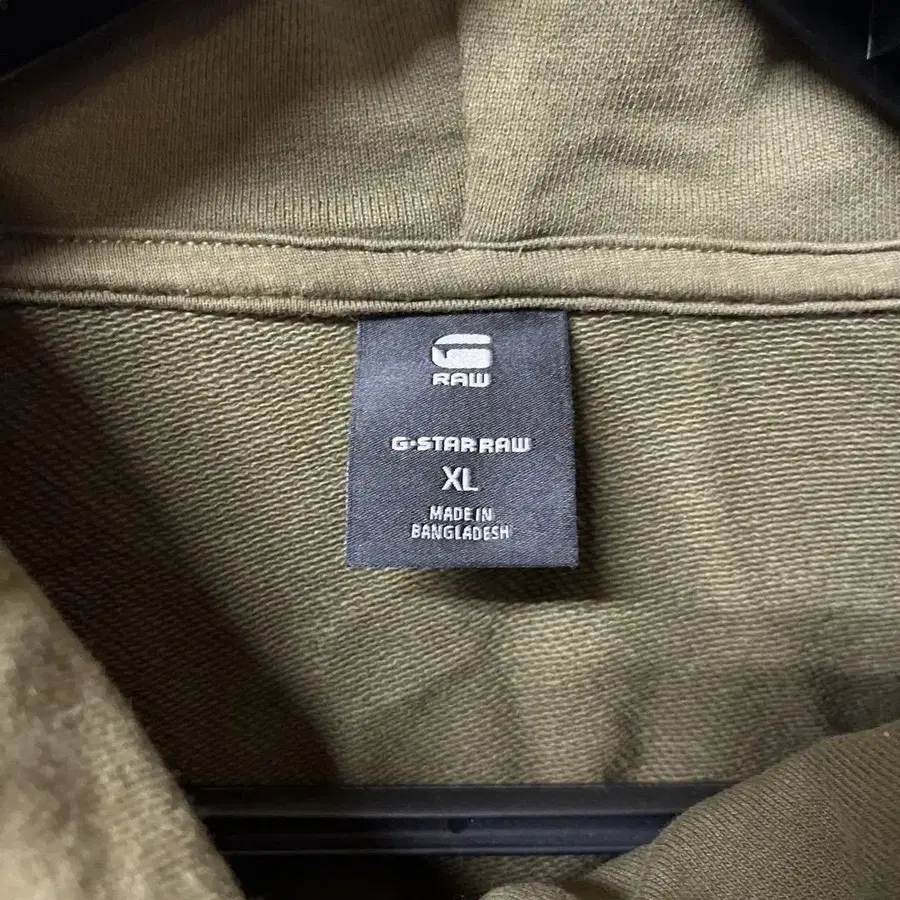 G
RAW
G-STAR RAW
XL
MADE IN
BANGLADESH